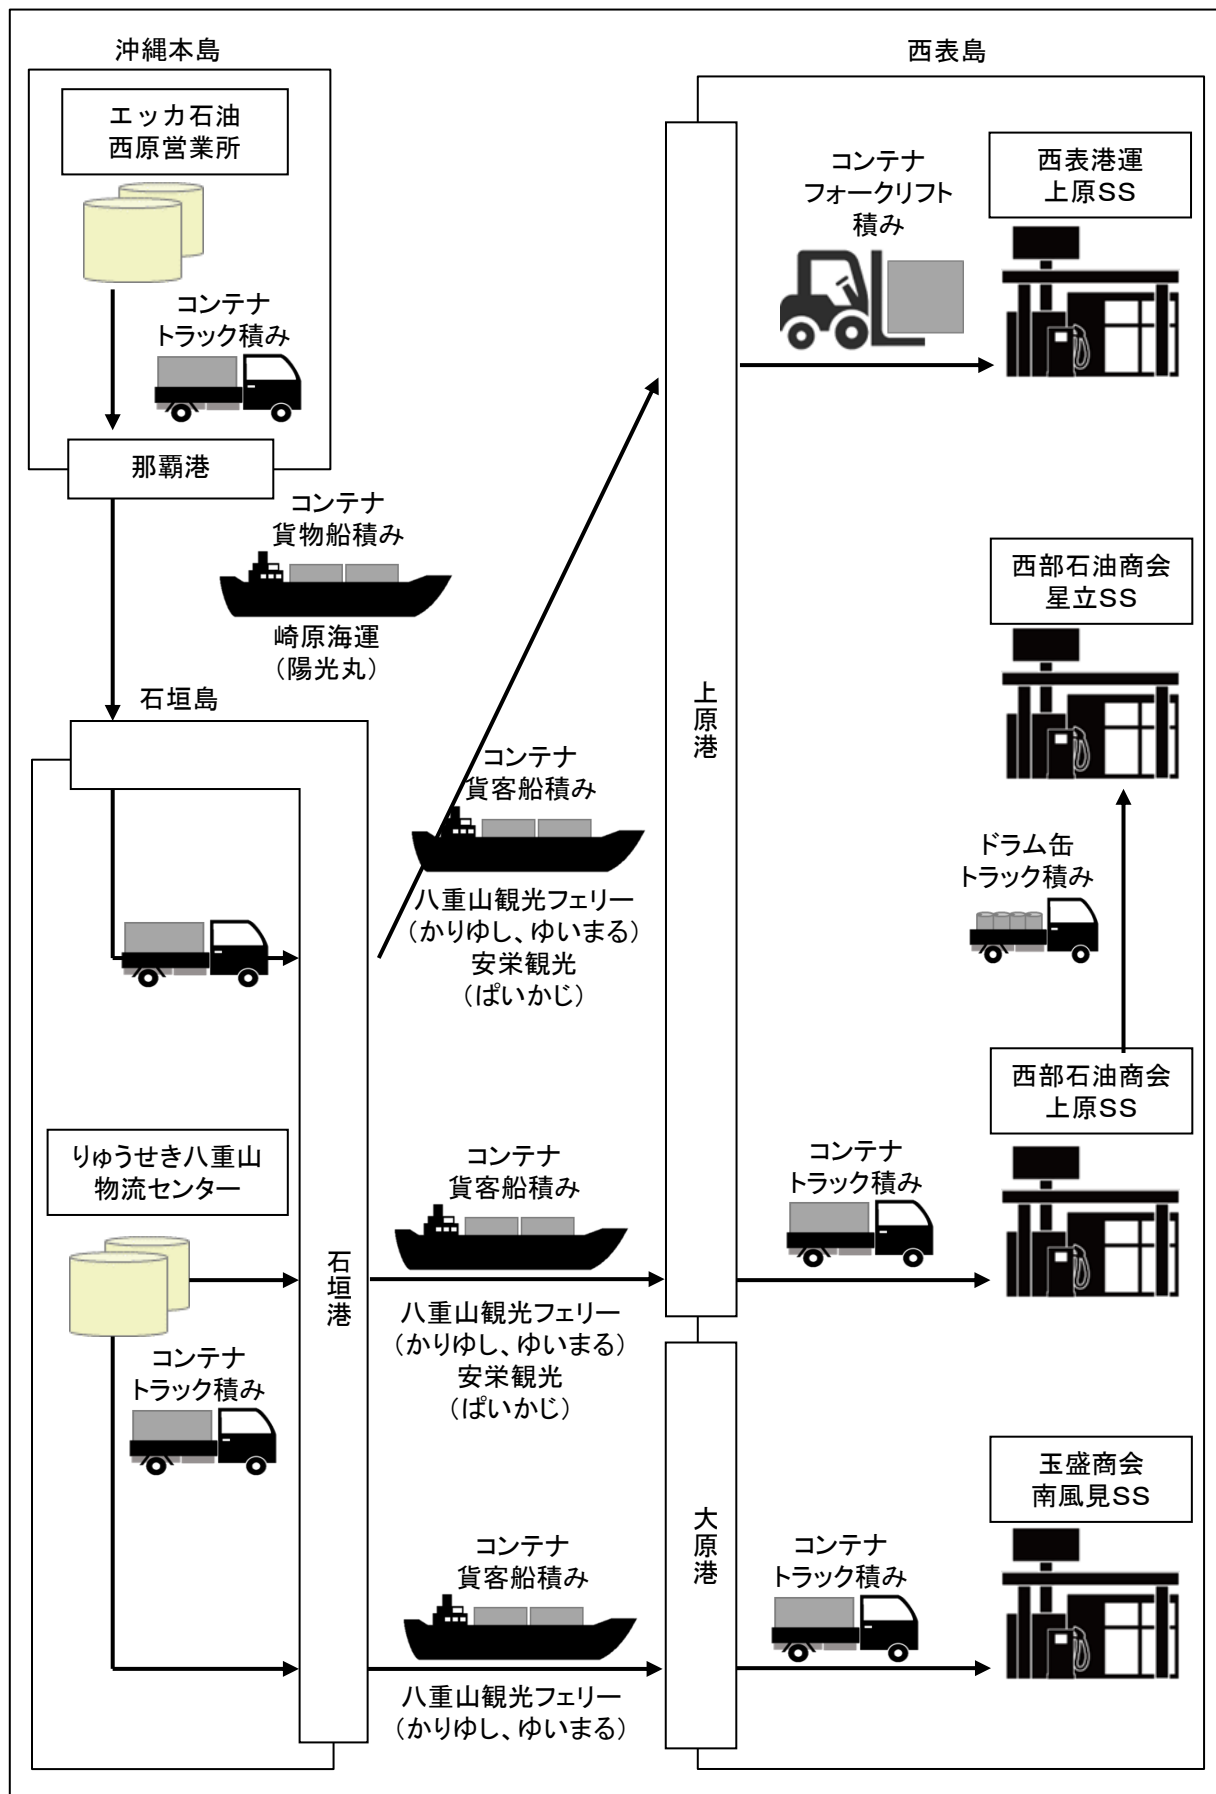 沖縄本島
エッカ石油
西原営業所
コンテナ
トラック積み
那覇港
コンテナ
貨物船積み
崎原海運
（陽光丸）
石垣島
コンテナ
貨客船積み
八重山観光フェリー
（かりゆし、ゆいまる）
安栄観光
（ぱいかじ）
りゅうせき八重山
物流センター
コンテナ
トラック積み
石垣港
コンテナ
貨客船積み
八重山観光フェリー
（かりゆし、ゆいまる）
安栄観光
（ぱいかじ）
コンテナ
貨客船積み
八重山観光フェリー
（かりゆし、ゆいまる）
西表島
上原港
コンテナ
フォークリフト
積み
西表港運
上原SS
西部石油商会
星立SS
ドラム缶
トラック積み
西部石油商会
上原SS
コンテナ
トラック積み
大原港
コンテナ
トラック積み
玉盛商会
南風見SS